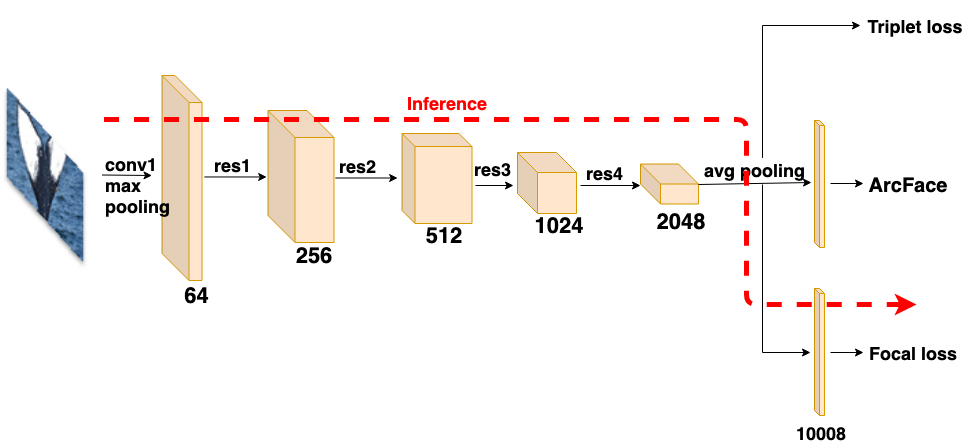 Triplet loss
Inference
conv1
max
pooling
res1
res2
res3
res4
avg pooling
ArcFace
64
256
512
1024
2048
Focal loss
10008